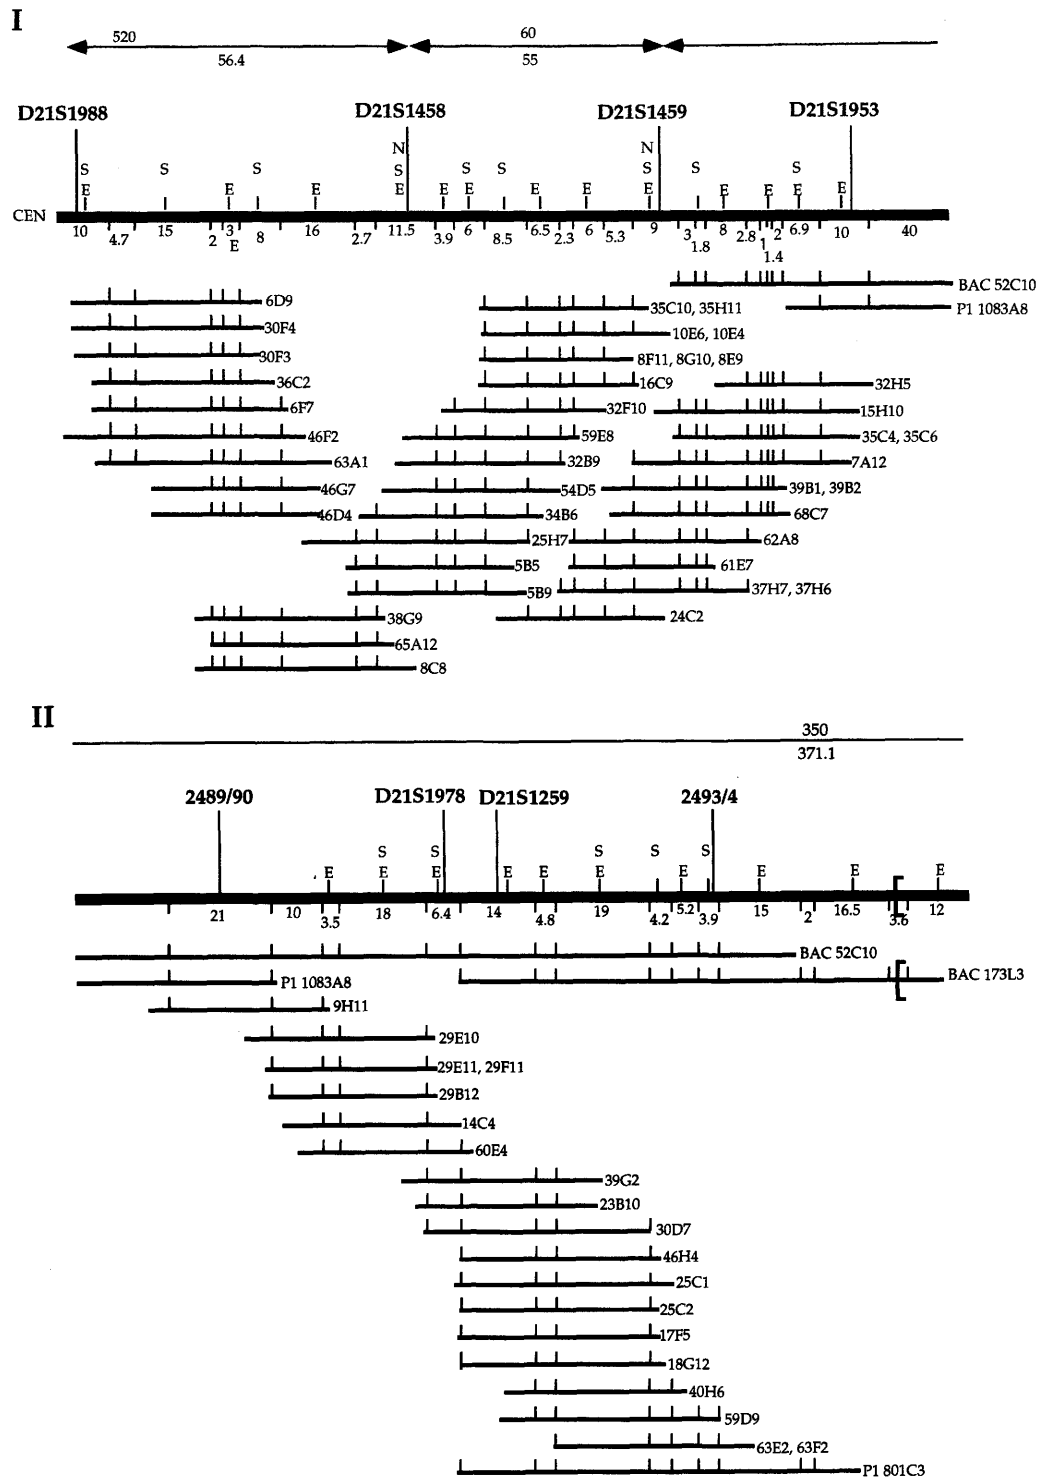 I
520 60
56.4 55
D21S1988 D21S1458 D21S1459 D21S1953
N N
S S S S S S S S S
E E E E E E E E E E E E E
CEN
10 4.7 15 2 3 8 16 2.7 11.5 3.9 6 8.5 6.5 2.3 6 5.3 9 3 1.8 8 2.8 1 2 6.9 10 40
E 1.4
BAC 52C10
6D9 35C10, 35H11 P1 1083A8
30F4 10E6, 10E4
30F3 8F11, 8G10, 8E9
36C2 16C9 32H5
6F7 32F10 15H10
46F2 59E8 35C4, 35C6
63A1 32B9 7A12
46G7 54D5 39B1, 39B2
46D4 34B6 68C7
25H7 62A8
5B5 61E7
5B9 37H7, 37H6
38G9 24C2
65A12
8C8
II
350
371.1
2489/90 D21S1978 D21S1259 2493/4
S S S S S
E E E E E E E E E E
21 10 3.5 18 6.4 14 4.8 19 4.2 5.2 3.9 15 2 16.5 3.6 12
BAC 52C10
P1 1083A8 BAC 173L3
9H11
29E10
29E11, 29F11
29B12
14C4
60E4
39G2
23B10
30D7
46H4
25C1
25C2
17F5
18G12
40H6
59D9
63E2, 63F2
P1 801C3